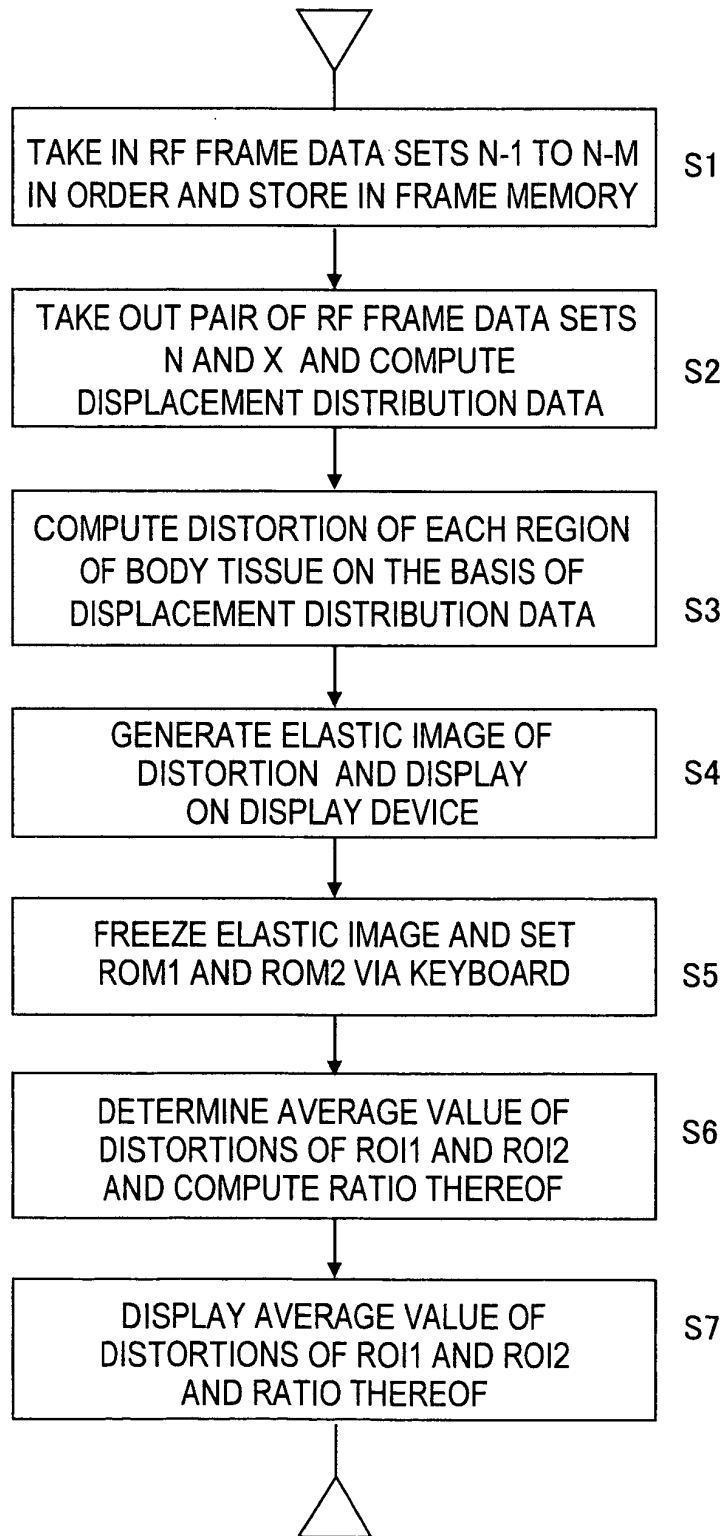 TAKE IN RF FRAME DATA SETS N-1 TO N-M
IN ORDER AND STORE IN FRAME MEMORY
S1
TAKE OUT PAIR OF RF FRAME DATA SETS
N AND X AND COMPUTE
DISPLACEMENT DISTRIBUTION DATA
S2
COMPUTE DISTORTION OF EACH REGION
OF BODY TISSUE ON THE BASIS OF
DISPLACEMENT DISTRIBUTION DATA
S3
GENERATE ELASTIC IMAGE OF
DISTORTION AND DISPLAY
ON DISPLAY DEVICE
S4
FREEZE ELASTIC IMAGE AND SET
ROM1 AND ROM2 VIA KEYBOARD
S5
DETERMINE AVERAGE VALUE OF
DISTORTIONS OF ROI1 AND ROI2
AND COMPUTE RATIO THEREOF
S6
DISPLAY AVERAGE VALUE OF
DISTORTIONS OF ROI1 AND ROI2
AND RATIO THEREOF
S7